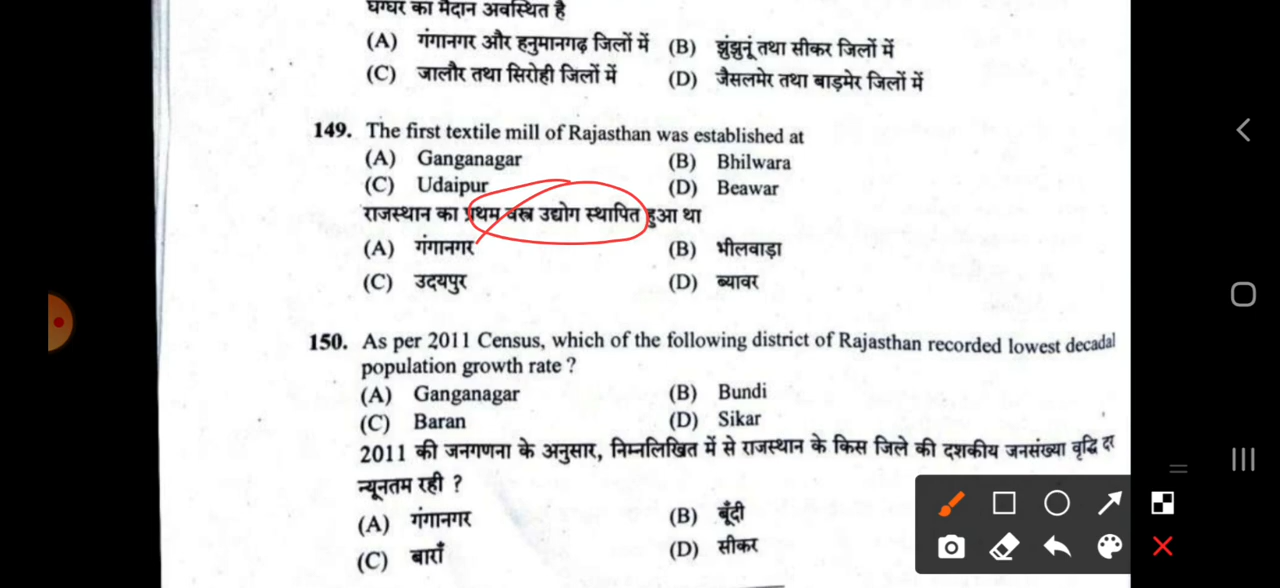 घग्घर का मैदान अवस्थित है
(A) गंगानगर और हनुमानगढ़ जिलों में (B) झुंझुनूं तथा सीकर जिलों में
(C) जालौर तथा सिरोही जिलों में (D) जैसलमेर तथा बाड़मेर जिलों में
149. The first textile mill of Rajasthan was established at
(A) Ganganagar (B) Bhilwara
(C) Udaipur (D) Beawar
राजस्थान का प्रथम वस्त्र उद्योग स्थापित हुआ था
(A) गंगानगर (B) भीलवाड़ा
(C) उदयपुर (D) ब्यावर
150. As per 2011 Census, which of the following district of Rajasthan recorded lowest decadal
population growth rate ?
(A) Ganganagar (B) Bundi
(C) Baran (D) Sikar
2011 की जनगणना के अनुसार, निम्नलिखित में से राजस्थान के किस जिले की दशकीय जनसंख्या वृद्धि दर
न्यूनतम रही ?
(A) गंगानगर (B) बूँदी
(C) बाराँ (D) सीकर